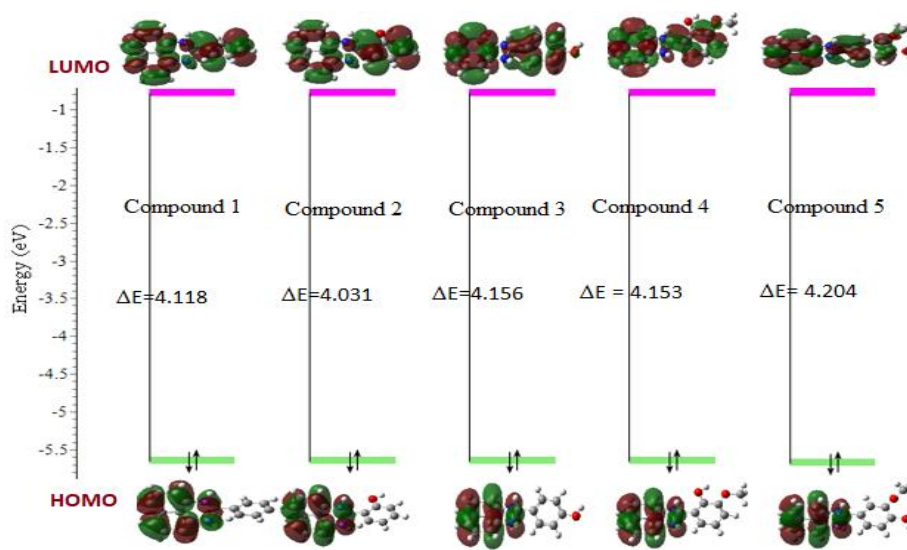 LUMO
-1
-1.5
-2
-2.5
-3
-3.5
-4
-4.5
-5
-5.5
Energy (eV)
Compound 1
Compound 2
Compound 3
Compound 4
Compound 5
ΔE=4.118
ΔE=4.031
ΔE=4.156
ΔE = 4.153
ΔE= 4.204
HOMO